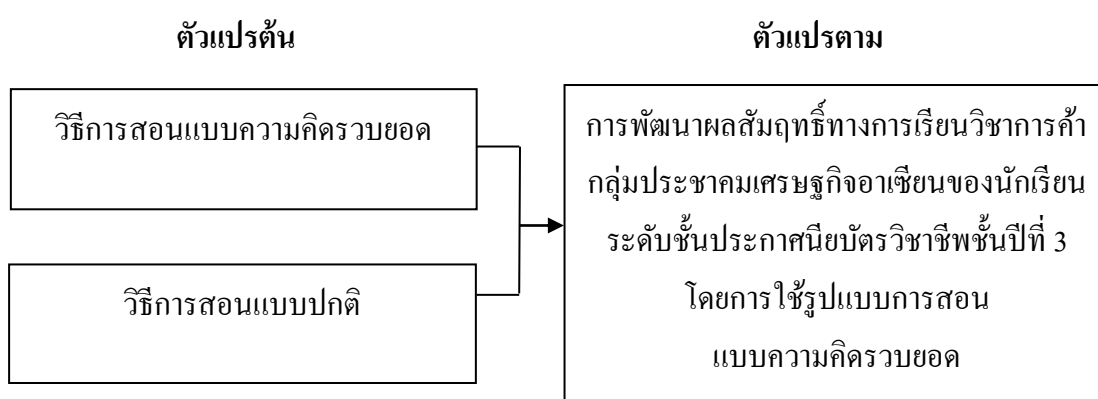 ตัวแปรต้น
ตัวแปรตาม
วิธีการสอนแบบความคิดรวบยอด
วิธีการสอนแบบปกติ
การพัฒนาผลสัมฤทธิ์ทางการเรียนวิชาการค้า
กลุ่มประชาคมเศรษฐกิจอาเซียนของนักเรียน
ระดับชั้นประกาศนียบัตรวิชาชีพชั้นปีที่ 3
โดยการใช้รูปแบบการสอน
แบบความคิดรวบยอด